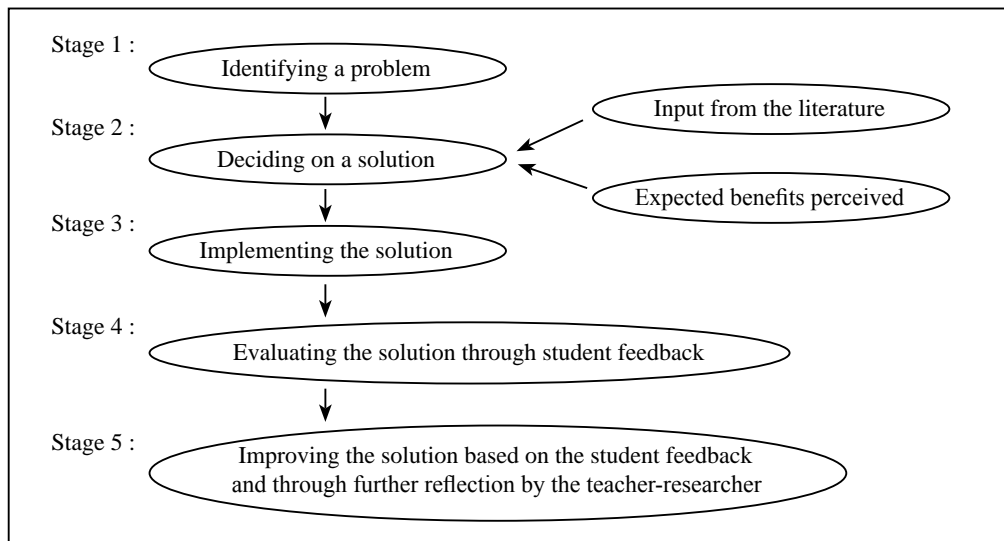 Stage 1 :
Identifying a problem
Input from the literature
Stage 2 :
Deciding on a solution
Expected benefits perceived
Stage 3 :
Implementing the solution
Stage 4 :
Evaluating the solution through student feedback
Stage 5 :
Improving the solution based on the student feedback
and through further reflection by the teacher-researcher